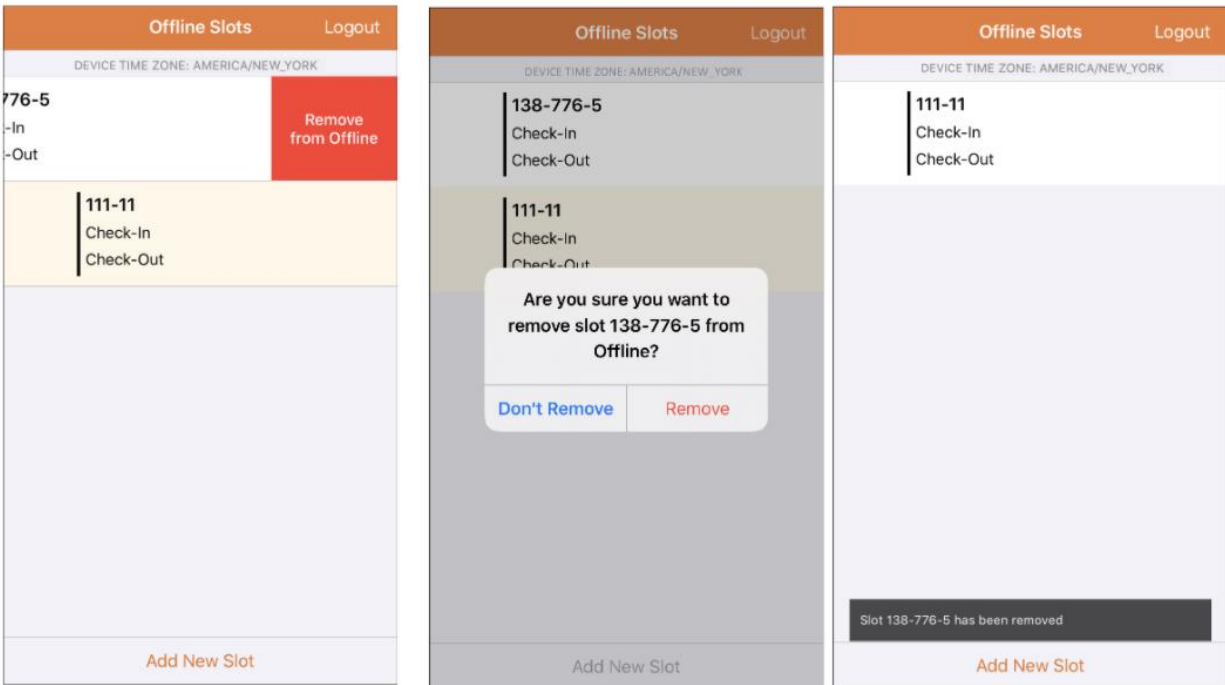 Offline Slots Logout
DEVICE TIME ZONE: AMERICA/NEW_YORK
776-5
-In
-Out
Remove
from Offline
111-11
Check-In
Check-Out
Add New Slot
Offline Slots Logout
DEVICE TIME ZONE: AMERICA/NEW_YORK
138-776-5
Check-In
Check-Out
111-11
Check-In
Check-Out
Are you sure you want to
remove slot 138-776-5 from
Offline?
Don't Remove Remove
Add New Slot
Offline Slots Logout
DEVICE TIME ZONE: AMERICA/NEW_YORK
111-11
Check-In
Check-Out
Slot 138-776-5 has been removed
Add New Slot